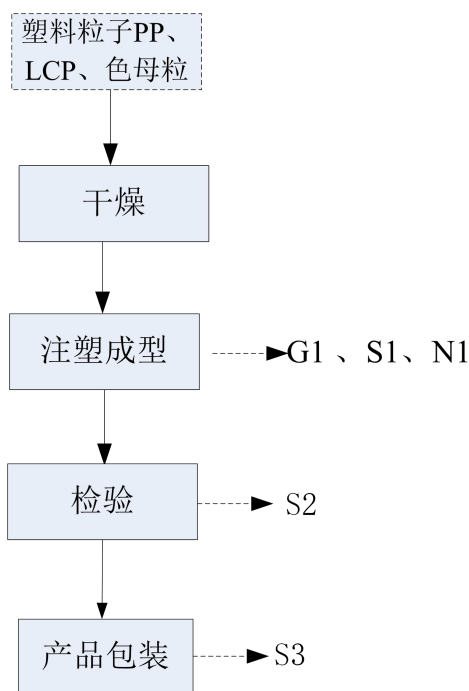 塑料粒子PP、
LCP、色母粒
干燥
注塑成型
G1 、S1、N1
检验
S2
产品包装
S3